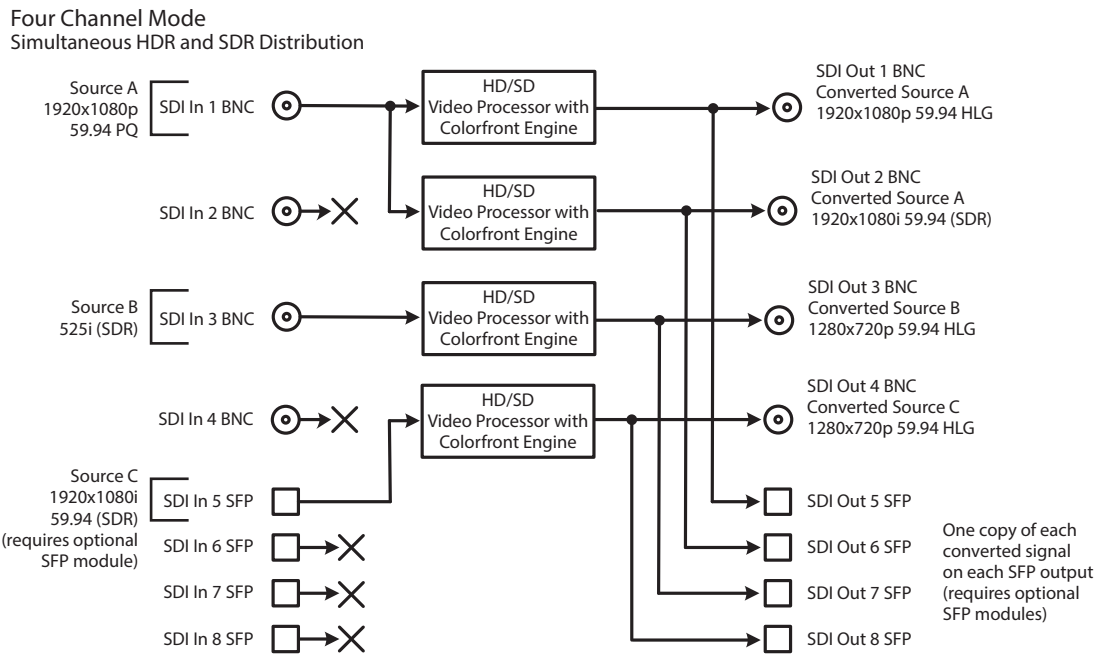 Four Channel Mode
Simultaneous HDR and SDR Distribution
Source A
1920x1080p
59.94 PQ
SDI In 1 BNC
HD/SD
Video Processor with
Colorfront Engine
SDI Out 1 BNC
Converted Source A
1920x1080p 59.94 HLG
SDI In 2 BNC
HD/SD
Video Processor with
Colorfront Engine
SDI Out 2 BNC
Converted Source A
1920x1080i 59.94 (SDR)
Source B
525i (SDR)
SDI In 3 BNC
HD/SD
Video Processor with
Colorfront Engine
SDI Out 3 BNC
Converted Source B
1280x720p 59.94 HLG
SDI In 4 BNC
HD/SD
Video Processor with
Colorfront Engine
SDI Out 4 BNC
Converted Source C
1280x720p 59.94 HLG
Source C
1920x1080i
59.94 (SDR)
(requires optional
SFP module)
SDI In 5 SFP
SDI In 6 SFP
SDI In 7 SFP
SDI In 8 SFP
SDI Out 5 SFP
SDI Out 6 SFP
SDI Out 7 SFP
SDI Out 8 SFP
One copy of each
converted signal
on each SFP output
(requires optional
SFP modules)